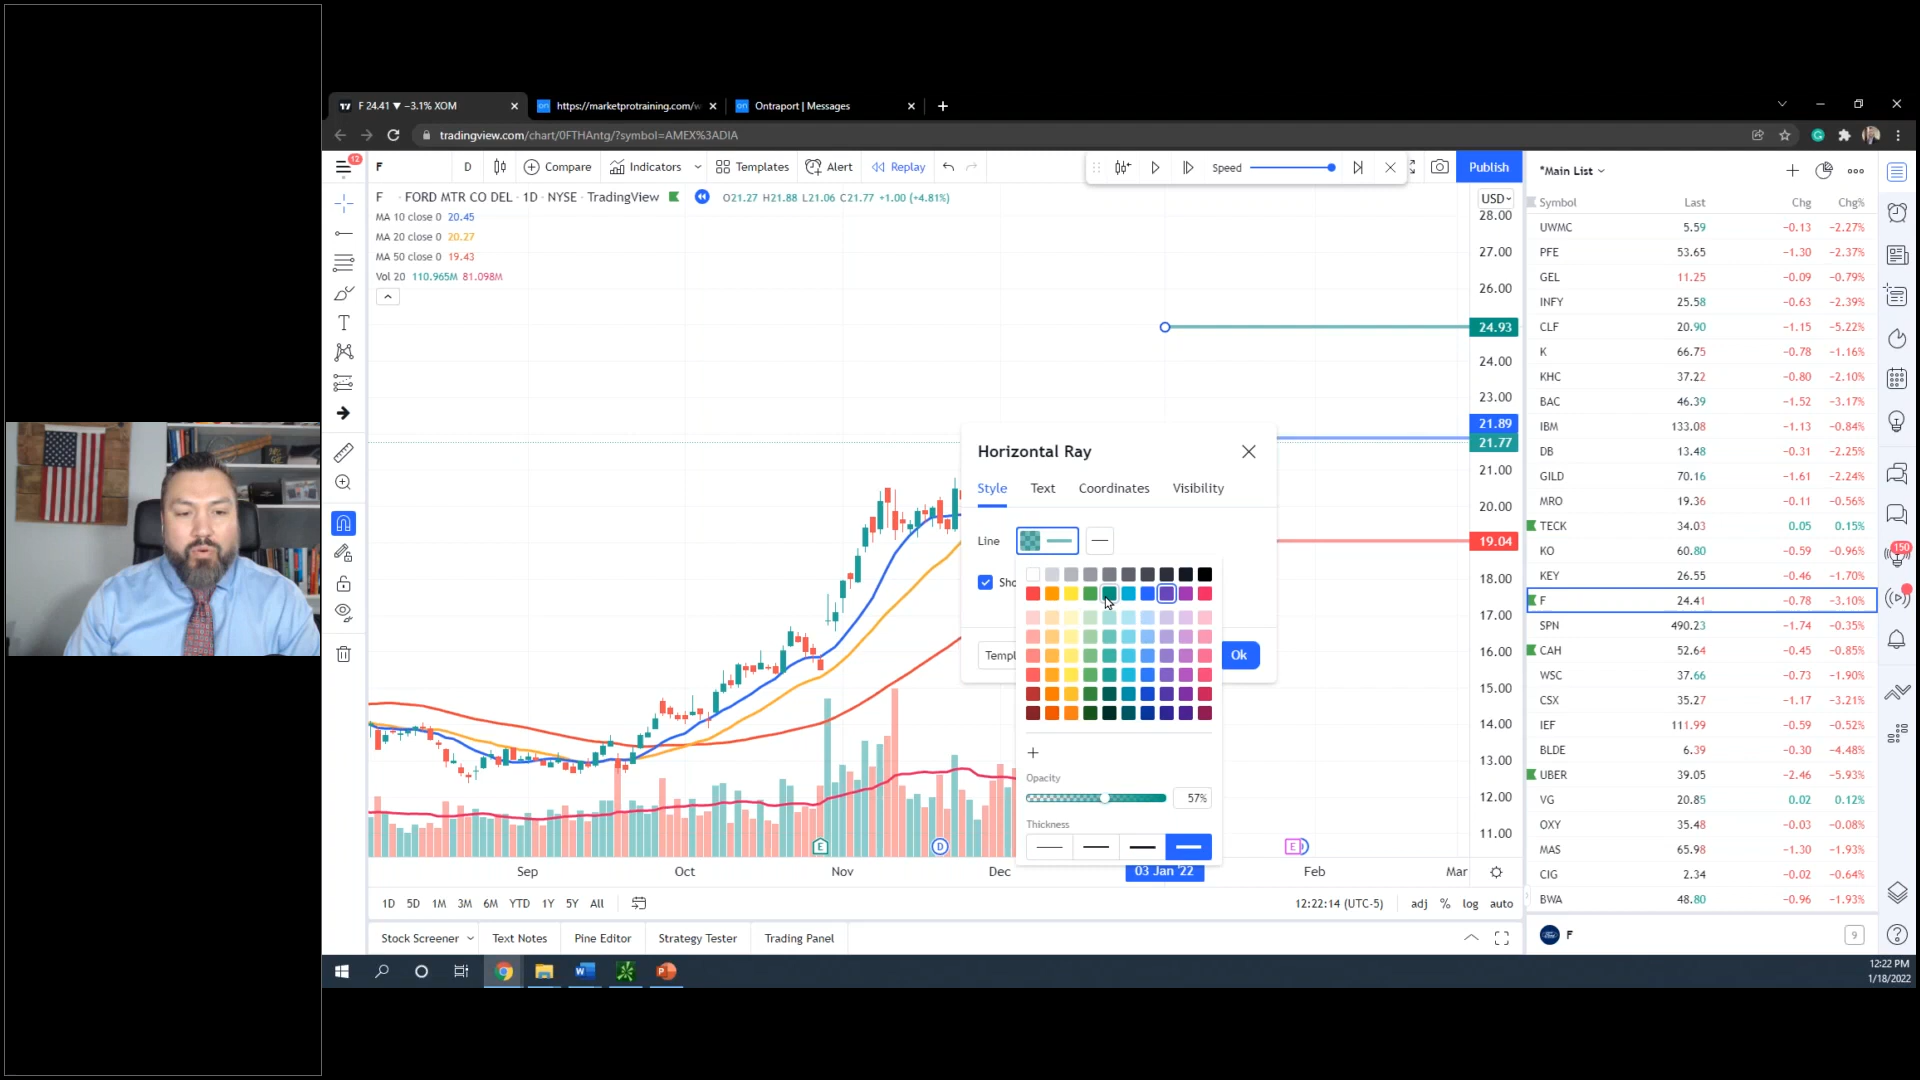 F 24.41 ▼ −3.1% XOM
https://marketprotraining.com/w
Ontraport | Messages
tradingview.com/chart/0FTHAntg/?symbol=AMEX%3ADIA
12
F
D
Compare
Indicators
Templates
Alert
Replay
Speed
Publish
*Main List
F · FORD MTR CO DEL · 1D · NYSE · TradingView
O21.27 H21.88 L21.06 C21.77 +1.00 (+4.81%)
MA 10 close 0 20.45
MA 20 close 0 20.27
MA 50 close 0 19.43
Vol 20 110.965M 81.098M
USD
28.00
27.00
26.00
24.93
24.00
23.00
21.89
21.77
21.00
20.00
19.04
18.00
17.00
16.00
15.00
14.00
13.00
12.00
11.00
Horizontal Ray
Style Text Coordinates Visibility
Line
Sho
Templ
Ok
Opacity
57%
Thickness
E
D
E
Sep Oct Nov Dec 03 Jan '22 Feb Mar
1D 5D 1M 3M 6M YTD 1Y 5Y All
12:22:14 (UTC-5) adj % log auto
Stock Screener Text Notes Pine Editor Strategy Tester Trading Panel
Symbol Last Chg Chg%
UWMC 5.59 −0.13 −2.27%
PFE 53.65 −1.30 −2.37%
GEL 11.25 −0.09 −0.79%
INFY 25.58 −0.63 −2.39%
CLF 20.90 −1.15 −5.22%
K 66.75 −0.78 −1.16%
KHC 37.22 −0.80 −2.10%
BAC 46.39 −1.52 −3.17%
IBM 133.08 −1.13 −0.84%
DB 13.48 −0.31 −2.25%
GILD 70.16 −1.61 −2.24%
MRO 19.36 −0.11 −0.56%
TECK 34.03 0.05 0.15%
KO 60.80 −0.59 −0.96%
KEY 26.55 −0.46 −1.70%
F 24.41 −0.78 −3.10%
SPN 490.23 −1.74 −0.35%
CAH 52.64 −0.45 −0.85%
WSC 37.66 −0.73 −1.90%
CSX 35.27 −1.17 −3.21%
IEF 111.99 −0.59 −0.52%
BLDE 6.39 −0.30 −4.48%
UBER 39.05 −2.46 −5.93%
VG 20.85 0.02 0.12%
OXY 35.48 −0.03 −0.08%
MAS 65.98 −1.30 −1.93%
CIG 2.34 −0.02 −0.64%
BWA 48.80 −0.96 −1.93%
F
9
150
12:22 PM
1/18/2022